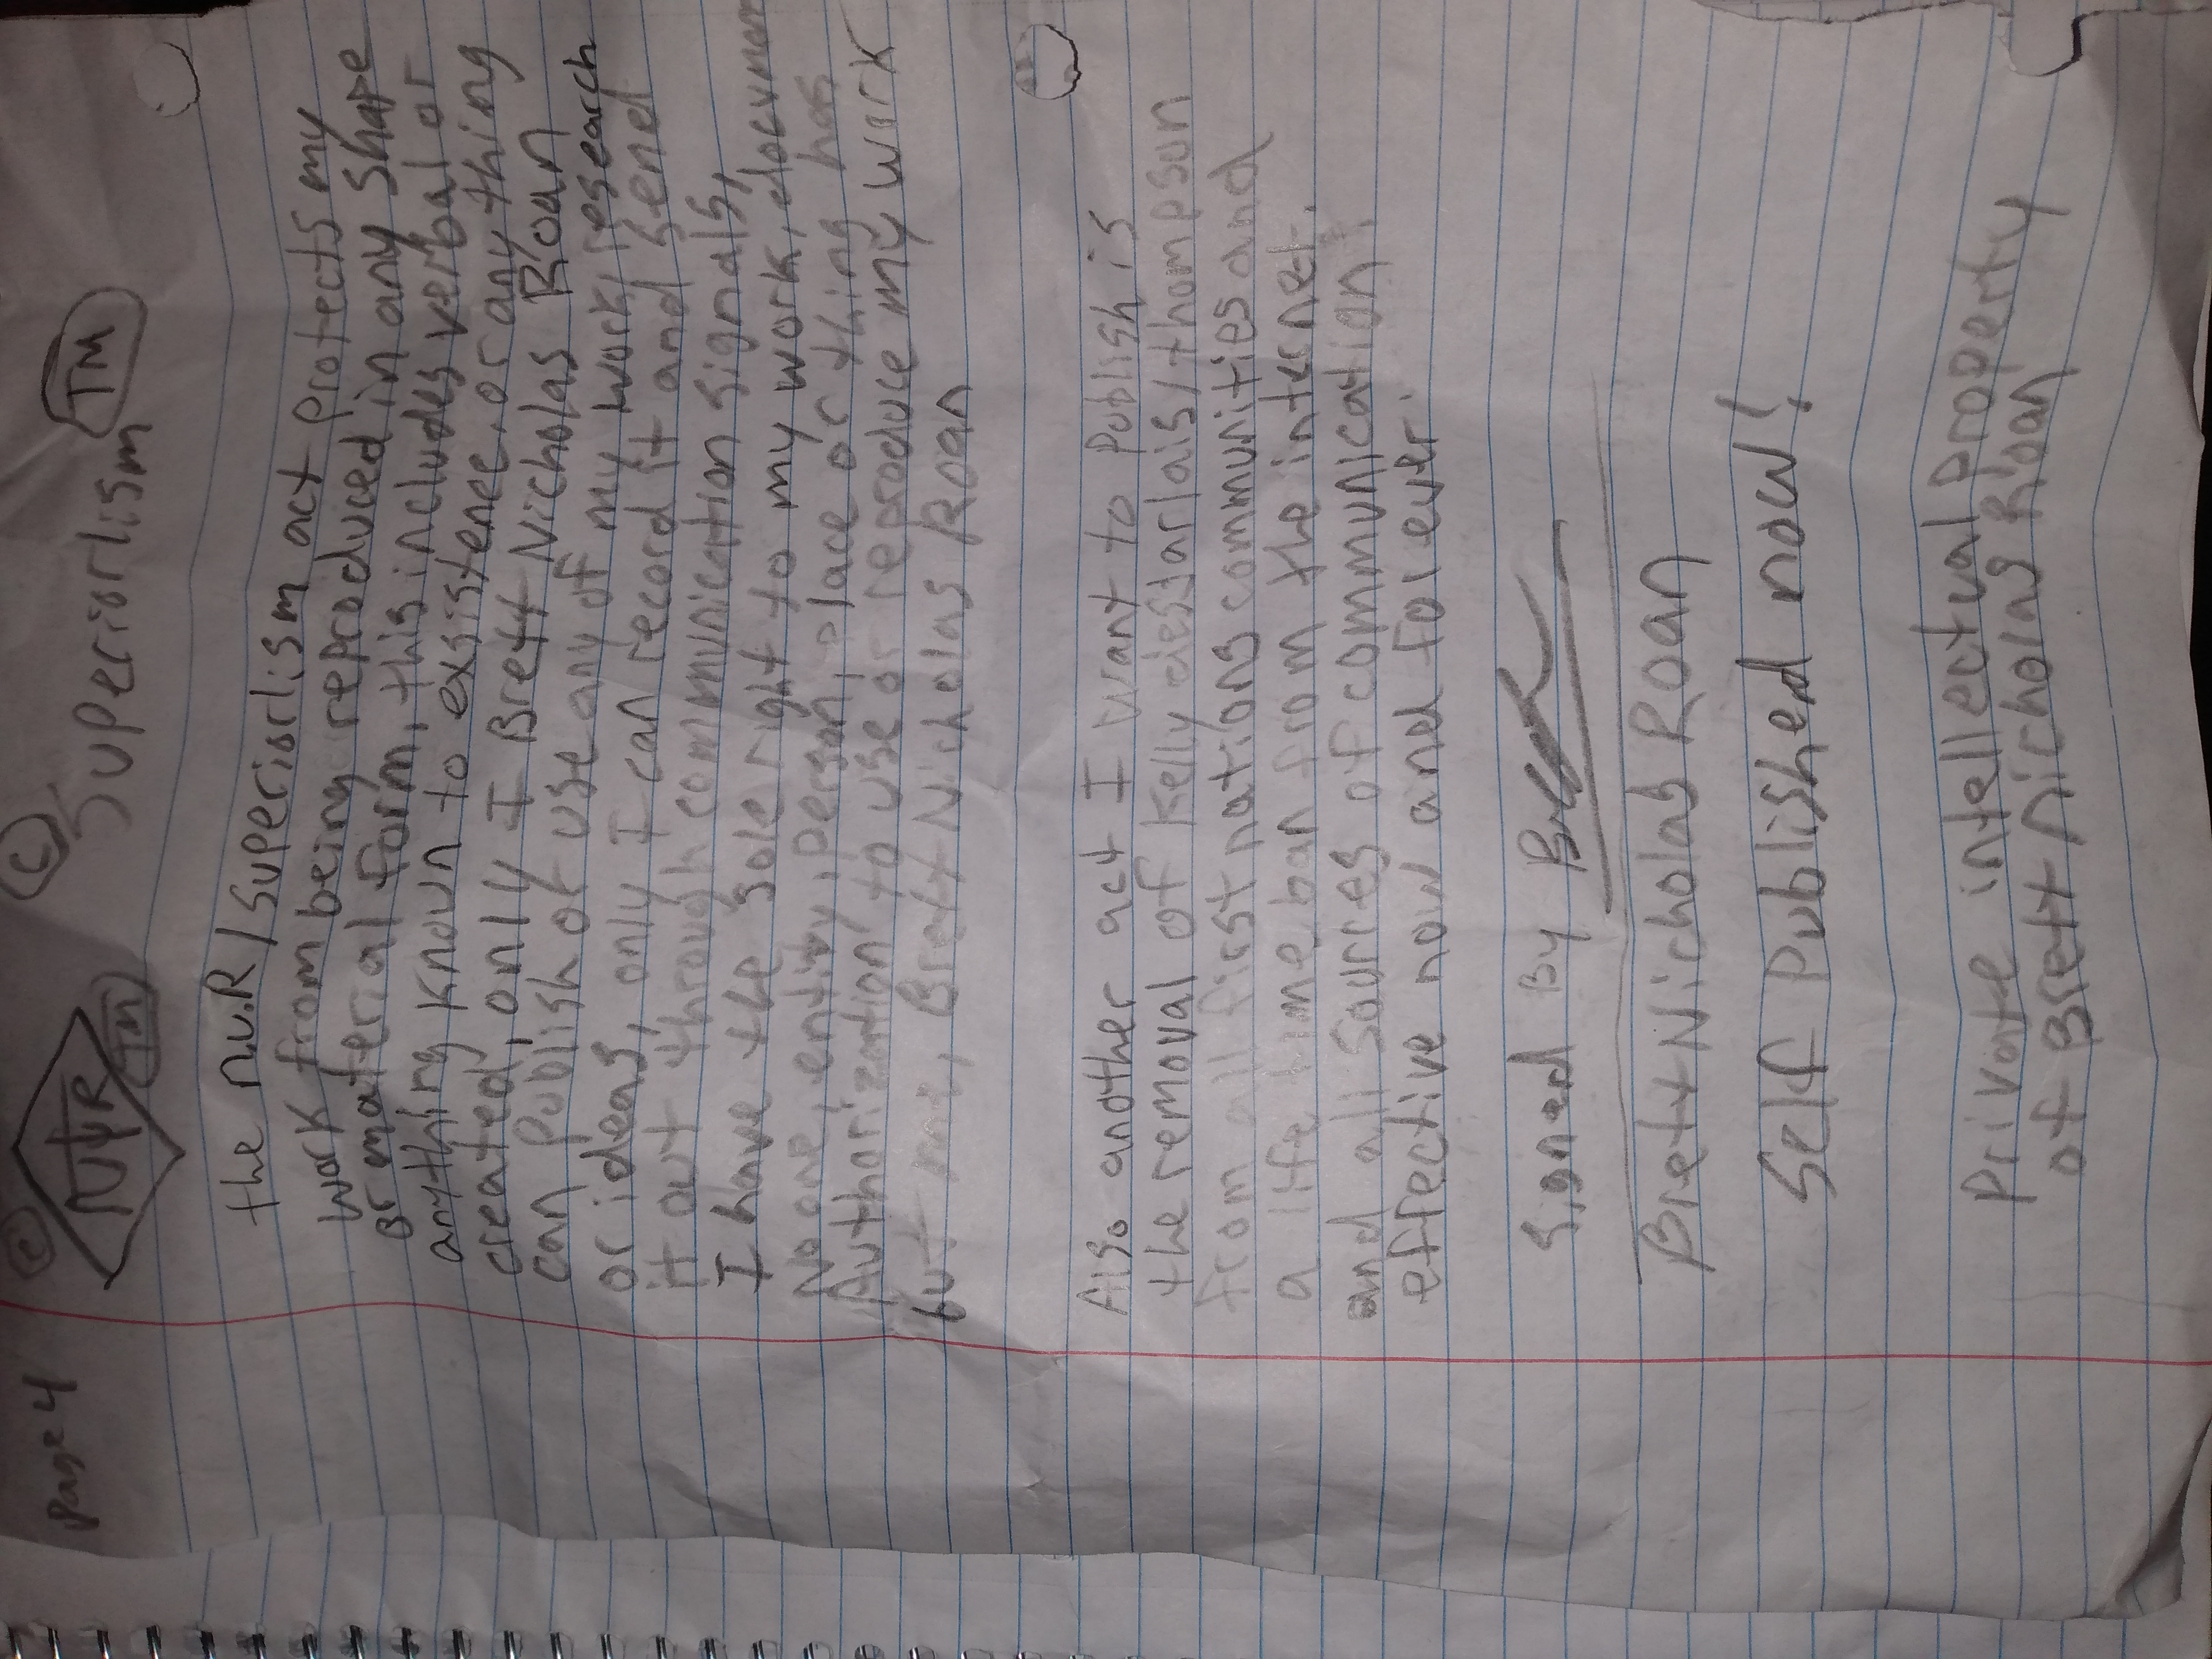 Page 4 © NψR TM © Superiorlism TM
the n.v.R / Superiorlism act protects my
work from being reproduced in any shape
or material form, this includes verbal or
anything known to existence, or any thing
created, only I Brett Nicholas Roan
can publish or use any of my work, research
or ideas, only I can record it and send
it out through communication signals,
I have the sole right to my work, documen
No one, entity, person, place or thing has
Authorization to use or reproduce my work
but me, Brett Nicholas Roan
Also another act I want to publish is
the removal of Kelly desjarlais/thompson
from all first nations communities and
a life time ban from the internet.
and all sources of communication.
effective now and forever.
Signed By
Brett Nicholas Roan
Self Published now!
Private intellectual property
of Brett Nicholas Roan